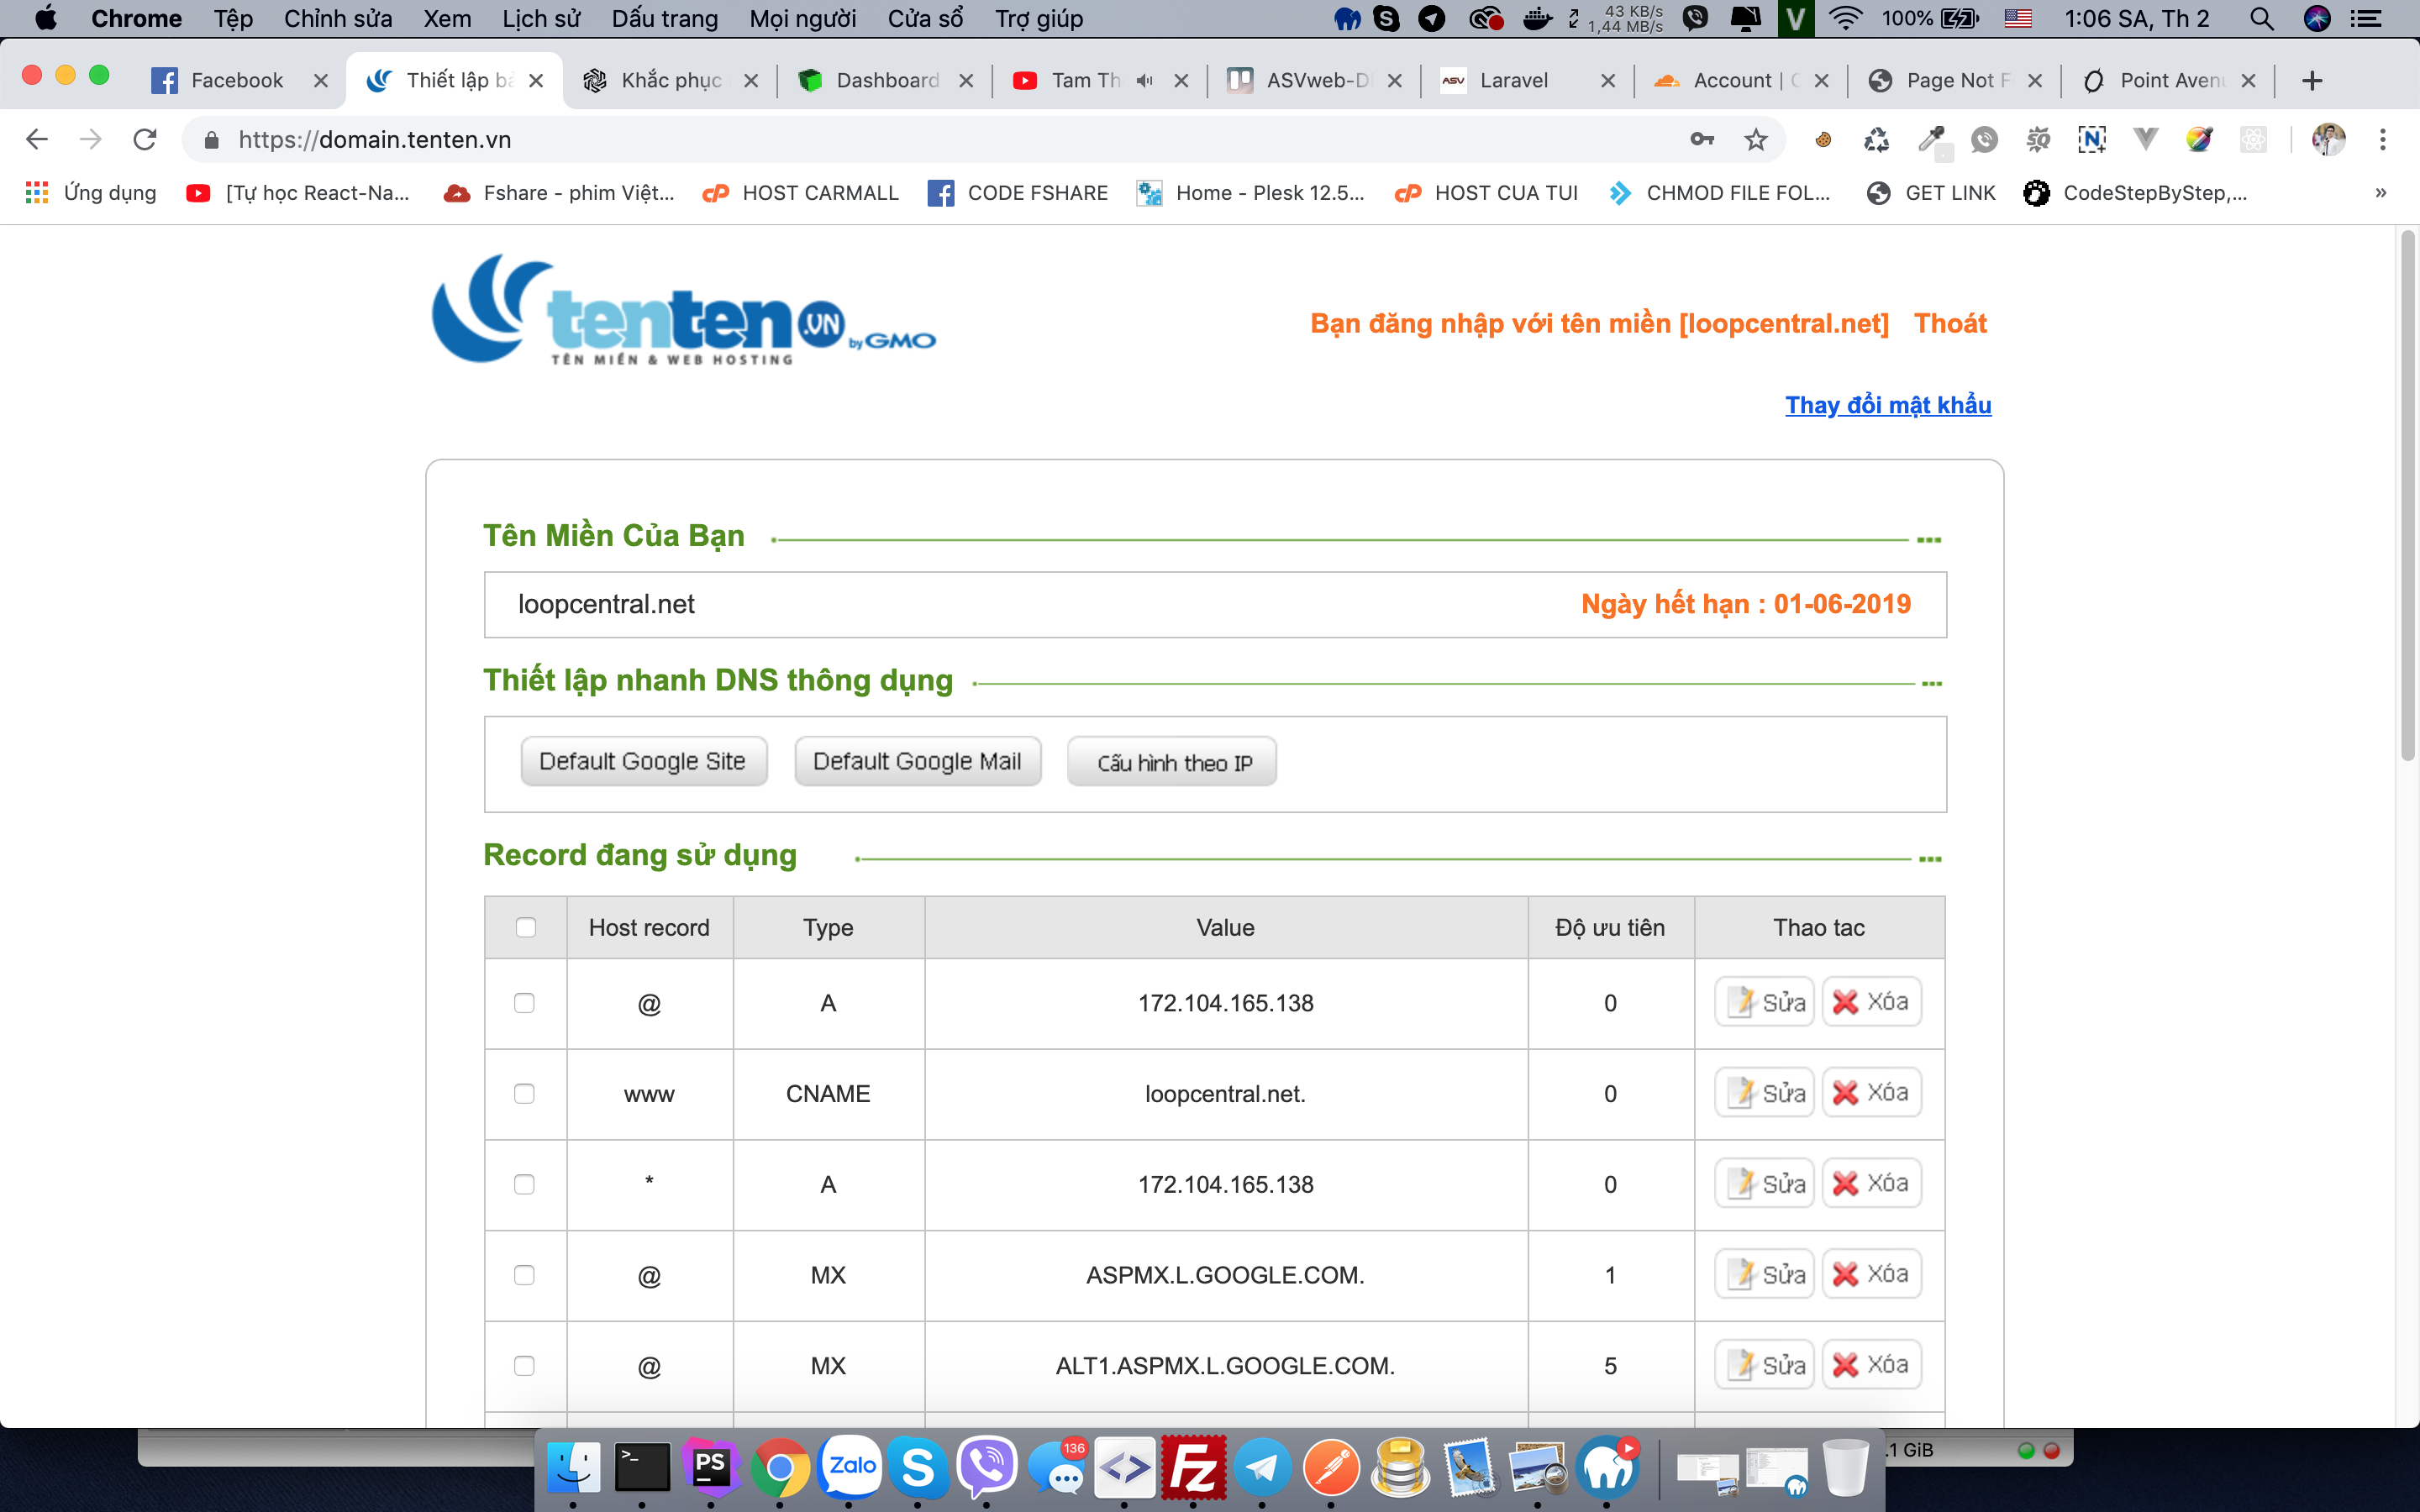 Chrome Tệp Chỉnh sửa Xem Lịch sử Dấu trang Mọi người Cửa sổ Trợ giúp 43 KB/s 1,44 MB/s V 100% 1:06 SA, Th 2
Facebook Thiết lập Khắc phục Dashboard Tam Th ASVweb-D ASV Laravel Account | Page Not F Point Aven
https://domain.tenten.vn
Ứng dụng [Tự học React-Na... Fshare - phim Việt... HOST CARMALL CODE FSHARE Home - Plesk 12.5... HOST CUA TUI CHMOD FILE FOL... GET LINK CodeStepByStep,... »
tenten .VN by GMO
TÊN MIỀN & WEB HOSTING
Bạn đăng nhập với tên miền [loopcentral.net] Thoát
Thay đổi mật khẩu
Tên Miền Của Bạn
loopcentral.net Ngày hết hạn : 01-06-2019
Thiết lập nhanh DNS thông dụng
Default Google Site Default Google Mail Cấu hình theo IP
Record đang sử dụng
Host record Type Value Độ ưu tiên Thao tac
@ A 172.104.165.138 0 Sửa Xóa
www CNAME loopcentral.net. 0 Sửa Xóa
* A 172.104.165.138 0 Sửa Xóa
@ MX ASPMX.L.GOOGLE.COM. 1 Sửa Xóa
@ MX ALT1.ASPMX.L.GOOGLE.COM. 5 Sửa Xóa
PS Zalo S 136 Fz .1 GiB